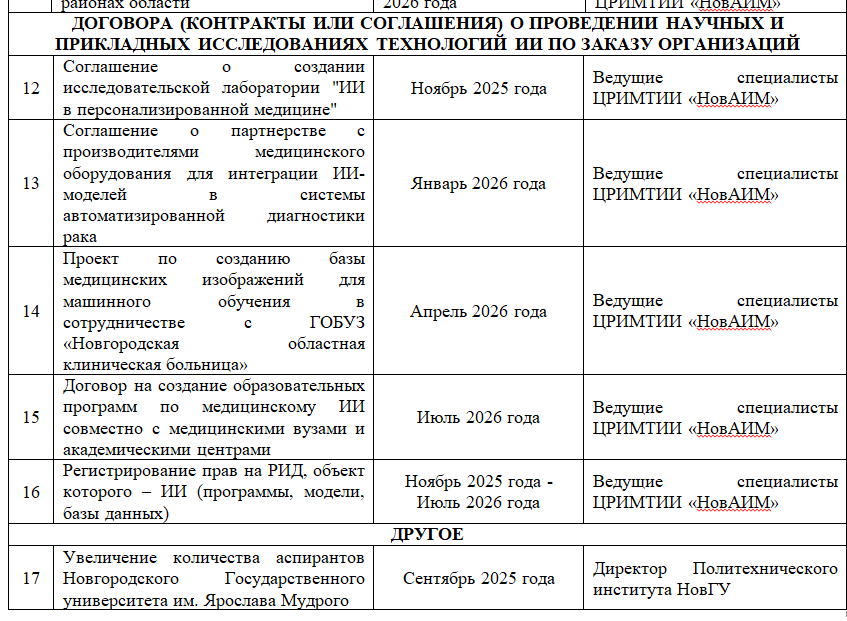 районах области 2026 года ЦРИМТИИ «НовАИМ»
ДОГОВОРА (КОНТРАКТЫ ИЛИ СОГЛАШЕНИЯ) О ПРОВЕДЕНИИ НАУЧНЫХ И
ПРИКЛАДНЫХ ИССЛЕДОВАНИЯХ ТЕХНОЛОГИЙ ИИ ПО ЗАКАЗУ ОРГАНИЗАЦИЙ
12
Соглашение о создании
исследовательской лаборатории "ИИ
в персонализированной медицине"
Ноябрь 2025 года
Ведущие специалисты
ЦРИМТИИ «НовАИМ»
13
Соглашение о партнерстве с
производителями медицинского
оборудования для интеграции ИИ-
моделей в системы
автоматизированной диагностики
рака
Январь 2026 года
Ведущие специалисты
ЦРИМТИИ «НовАИМ»
14
Проект по созданию базы
медицинских изображений для
машинного обучения в
сотрудничестве с ГОБУЗ
«Новгородская областная
клиническая больница»
Апрель 2026 года
Ведущие специалисты
ЦРИМТИИ «НовАИМ»
15
Договор на создание образовательных
программ по медицинскому ИИ
совместно с медицинскими вузами и
академическими центрами
Июль 2026 года
Ведущие специалисты
ЦРИМТИИ «НовАИМ»
16
Регистрирование прав на РИД, объект
которого – ИИ (программы, модели,
базы данных)
Ноябрь 2025 года -
Июль 2026 года
Ведущие специалисты
ЦРИМТИИ «НовАИМ»
ДРУГОЕ
17
Увеличение количества аспирантов
Новгородского Государственного
университета им. Ярослава Мудрого
Сентябрь 2025 года
Директор Политехнического
института НовГУ